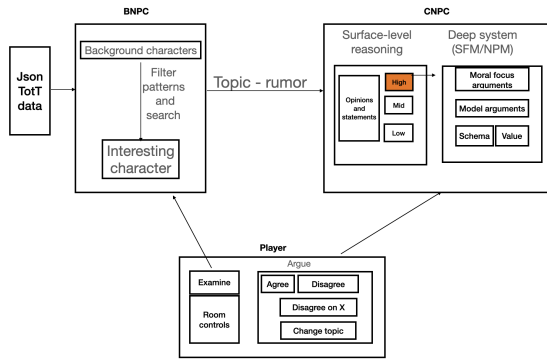 BNPC
CNPC
Json
TotT
data
Background characters
Filter
patterns
and
search
Interesting
character
Topic - rumor
Surface-level
reasoning
Opinions
and
statements
High
Mid
Low
Deep system
(SFM/NPM)
Moral focus
arguments
Model arguments
Schema
Value
Player
Examine
Room
controls
Argue
Agree
Disagree
Disagree on X
Change topic